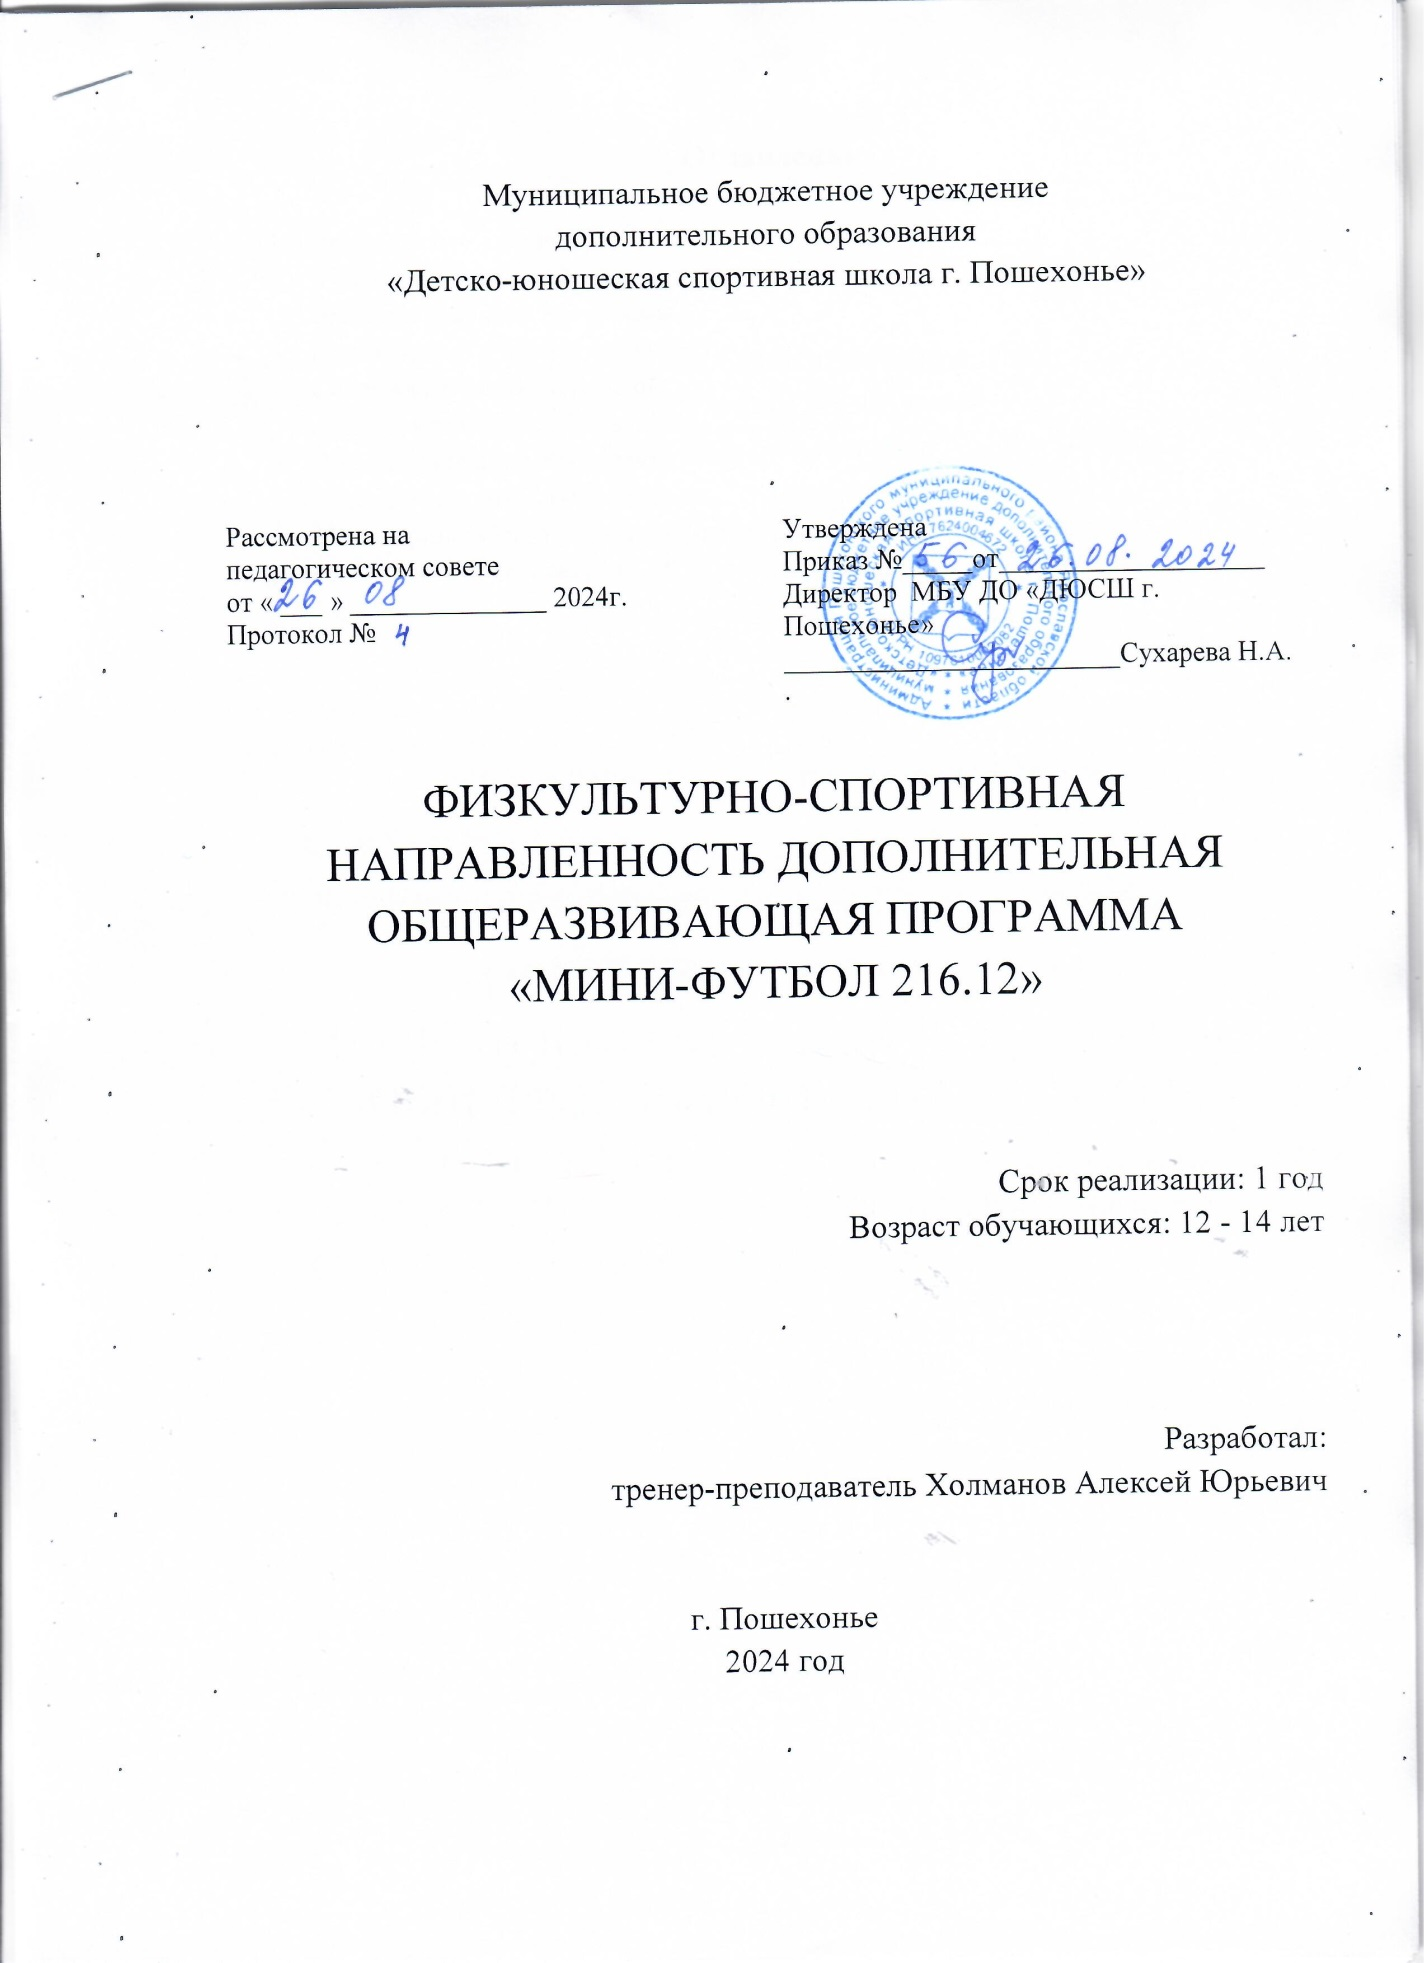 Муниципальное бюджетное учреждение
дополнительного образования
«Детско-юношеская спортивная школа г. Пошехонье»
Рассмотрена на
педагогическом совете
от «26 » 08 2024г.
Протокол № 4
Утверждена
Приказ № 56 от 26.08. 2024
Директор МБУ ДО «ДЮСШ г.
Пошехонье»
Сухарева Н.А.
ФИЗКУЛЬТУРНО-СПОРТИВНАЯ
НАПРАВЛЕННОСТЬ ДОПОЛНИТЕЛЬНАЯ
ОБЩЕРАЗВИВАЮЩАЯ ПРОГРАММА
«МИНИ-ФУТБОЛ 216.12»
Срок реализации: 1 год
Возраст обучающихся: 12 - 14 лет
Разработал:
тренер-преподаватель Холманов Алексей Юрьевич
г. Пошехонье
2024 год